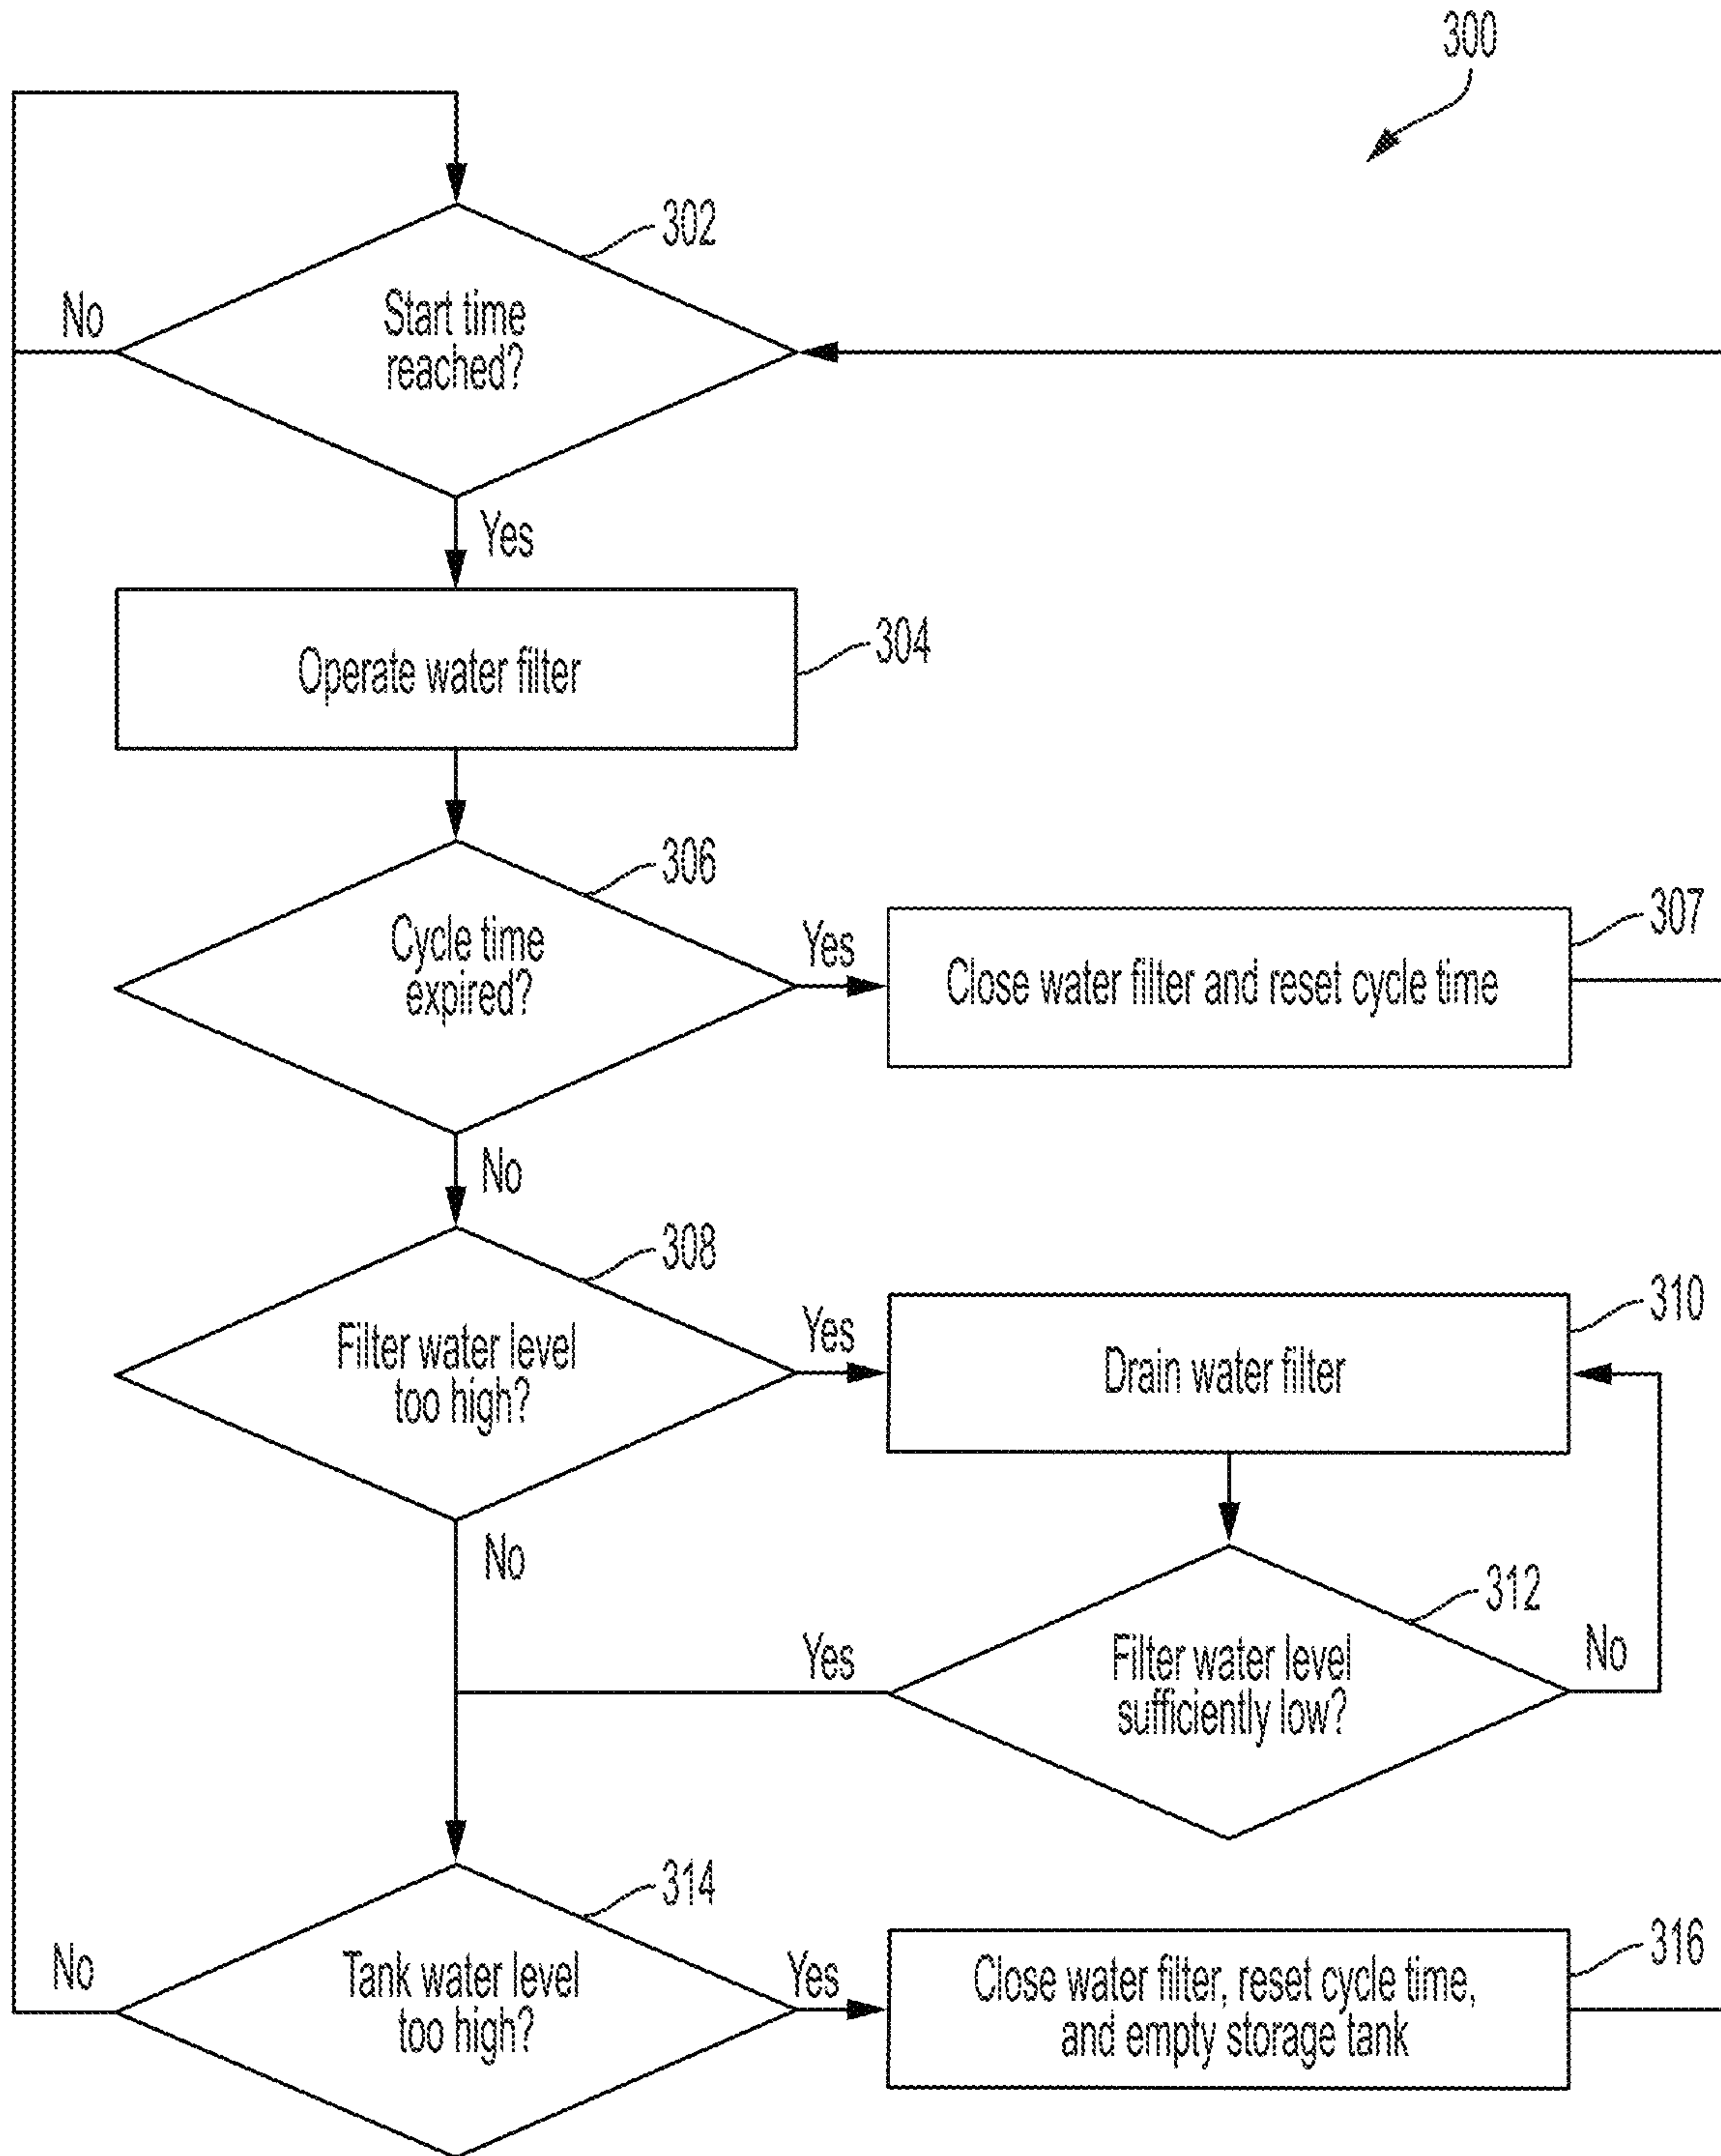 300
302
No
Start time
reached?
Yes
304
Operate water filter
306
Cycle time
expired?
Yes
307
Close water filter and reset cycle time
No
308
Filter water level
too high?
Yes
310
Drain water filter
No
312
Yes
Filter water level
sufficiently low?
No
314
No
Tank water level
too high?
Yes
316
Close water filter, reset cycle time,
and empty storage tank